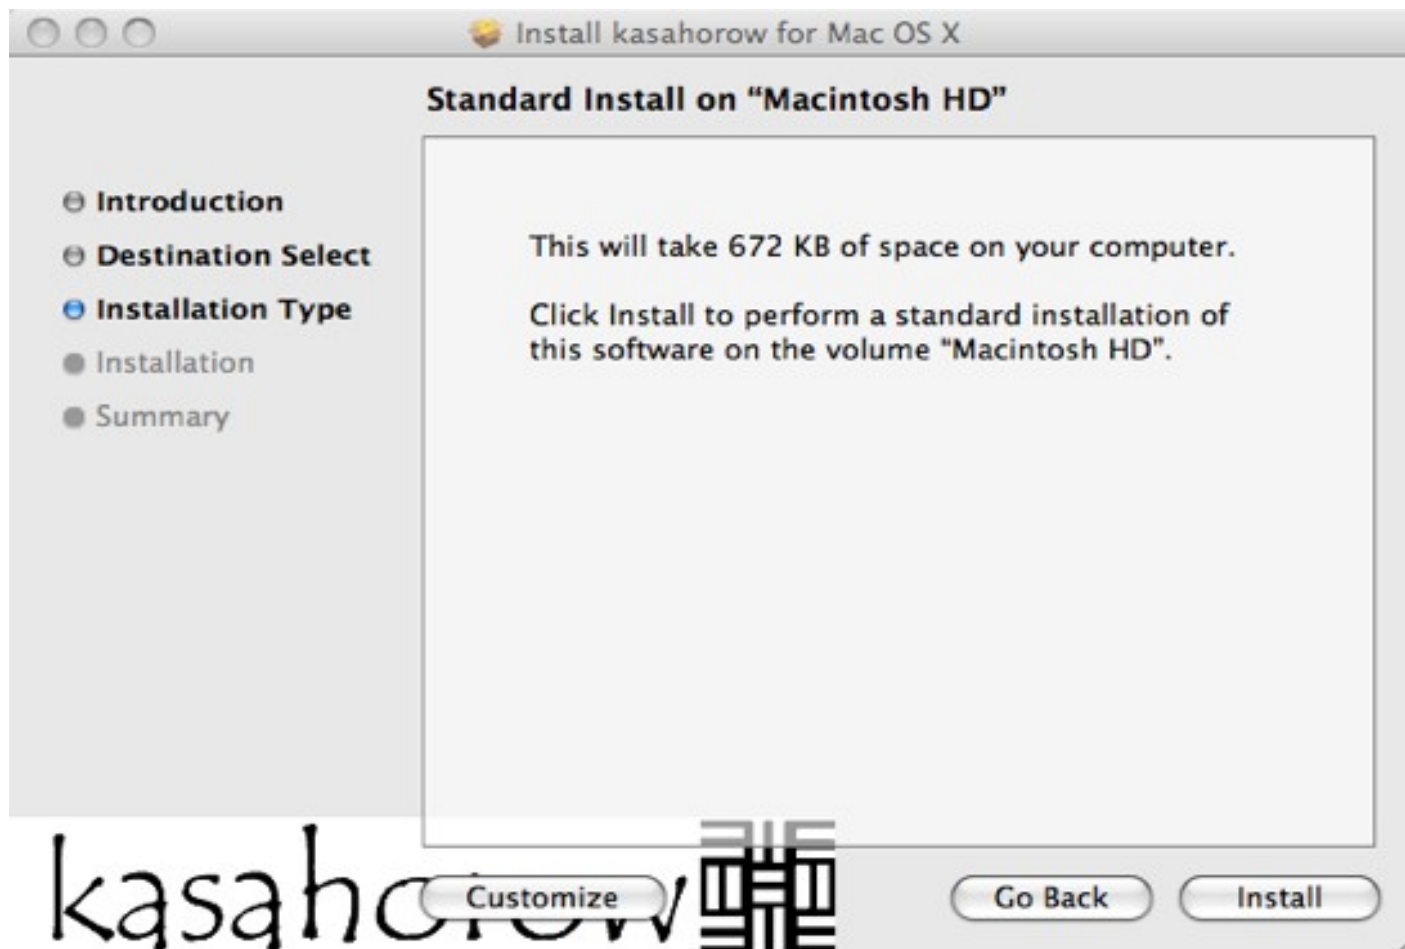 Install kasahorow for Mac OS X
Standard Install on “Macintosh HD”
Introduction
Destination Select
Installation Type
Installation
Summary
This will take 672 KB of space on your computer.
Click Install to perform a standard installation of
this software on the volume “Macintosh HD”.
kasahorow
Customize
Go Back
Install